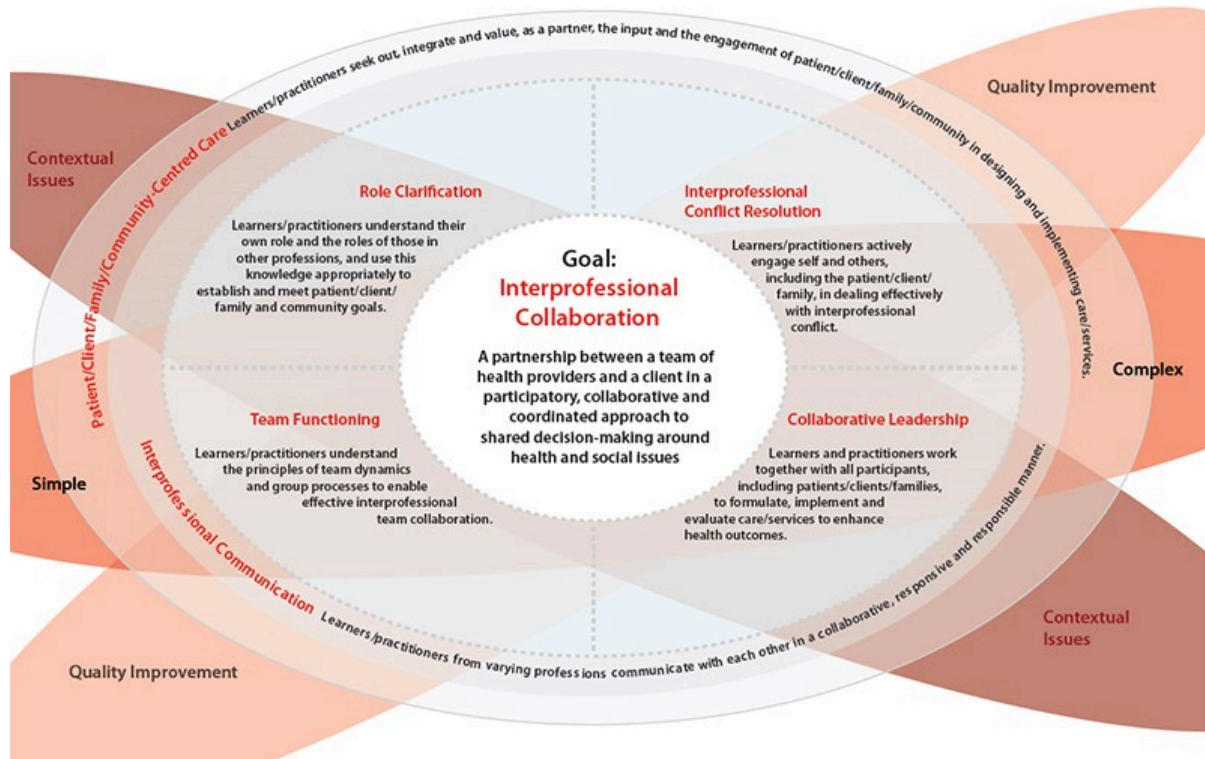 Patient/Client/Family/Community-Centred Care Learners/practitioners seek out, integrate and value, as a partner, the input and the engagement of patient/client/family/community in designing and implementing care/services.
Quality Improvement
Contextual
Issues
Role Clarification
Learners/practitioners understand their
own role and the roles of those in
other professions, and use this
knowledge appropriately to
establish and meet patient/client/
family and community goals.
Interprofessional
Conflict Resolution
Learners/practitioners actively
engage self and others,
including the patient/client/
family, in dealing effectively
with interprofessional
conflict.
Goal:
Interprofessional
Collaboration
A partnership between a team of
health providers and a client in a
participatory, collaborative and
coordinated approach to
shared decision-making around
health and social issues
Complex
Simple
Team Functioning
Learners/practitioners understand
the principles of team dynamics
and group processes to enable
effective interprofessional
team collaboration.
Collaborative Leadership
Learners and practitioners work
together with all participants,
including patients/clients/families,
to formulate, implement and
evaluate care/services to enhance
health outcomes.
Interprofessional Communication Learners/practitioners from varying professions communicate with each other in a collaborative, responsive and responsible manner.
Contextual
Issues
Quality Improvement